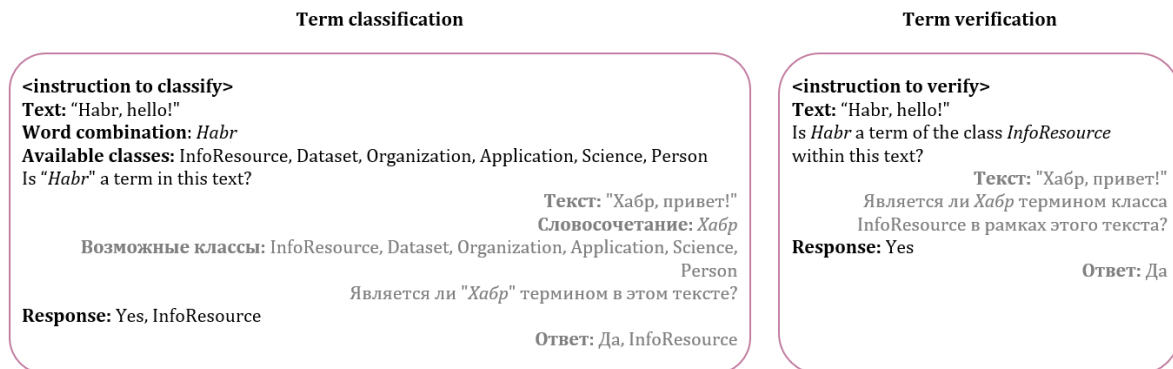 Term classification
<instruction to classify>
Text: “Habr, hello!"
Word combination: Habr
Available classes: InfoResource, Dataset, Organization, Application, Science, Person
Is “Habr" a term in this text?
Текст: "Хабр, привет!"
Словосочетание: Хабр
Возможные классы: InfoResource, Dataset, Organization, Application, Science,
Person
Является ли "Хабр" термином в этом тексте?
Response: Yes, InfoResource
Ответ: Да, InfoResource
Term verification
<instruction to verify>
Text: “Habr, hello!"
Is Habr a term of the class InfoResource
within this text?
Текст: "Хабр, привет!"
Является ли Хабр термином класса
InfoResource в рамках этого текста?
Response: Yes
Ответ: Да